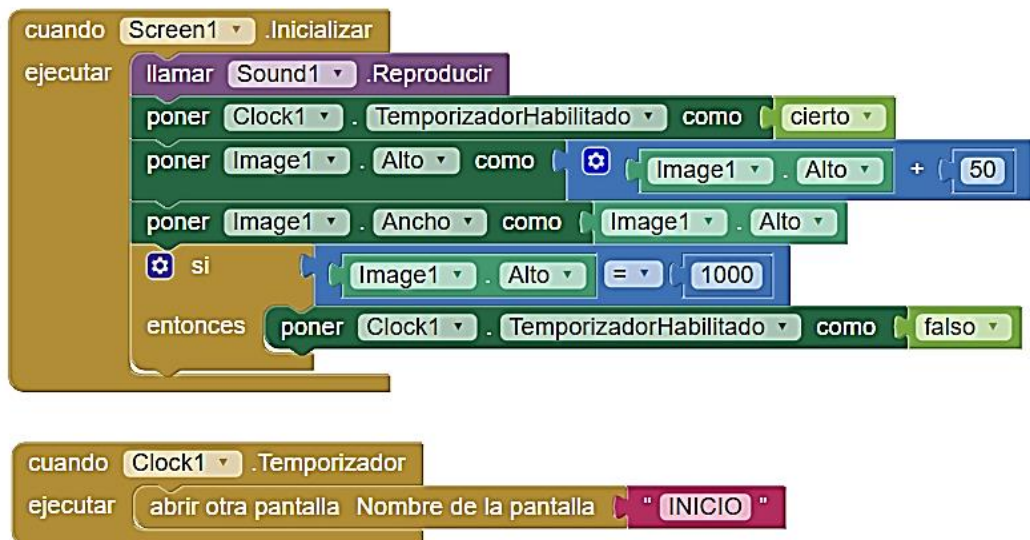 cuando Screen1 .Inicializar
ejecutar llamar Sound1 .Reproducir
poner Clock1 . TemporizadorHabilitado como cierto
poner Image1 . Alto como Image1 . Alto + 50
poner Image1 . Ancho como Image1 . Alto
si Image1 . Alto = 1000
entonces poner Clock1 . TemporizadorHabilitado como falso
cuando Clock1 .Temporizador
ejecutar abrir otra pantalla Nombre de la pantalla " INICIO "